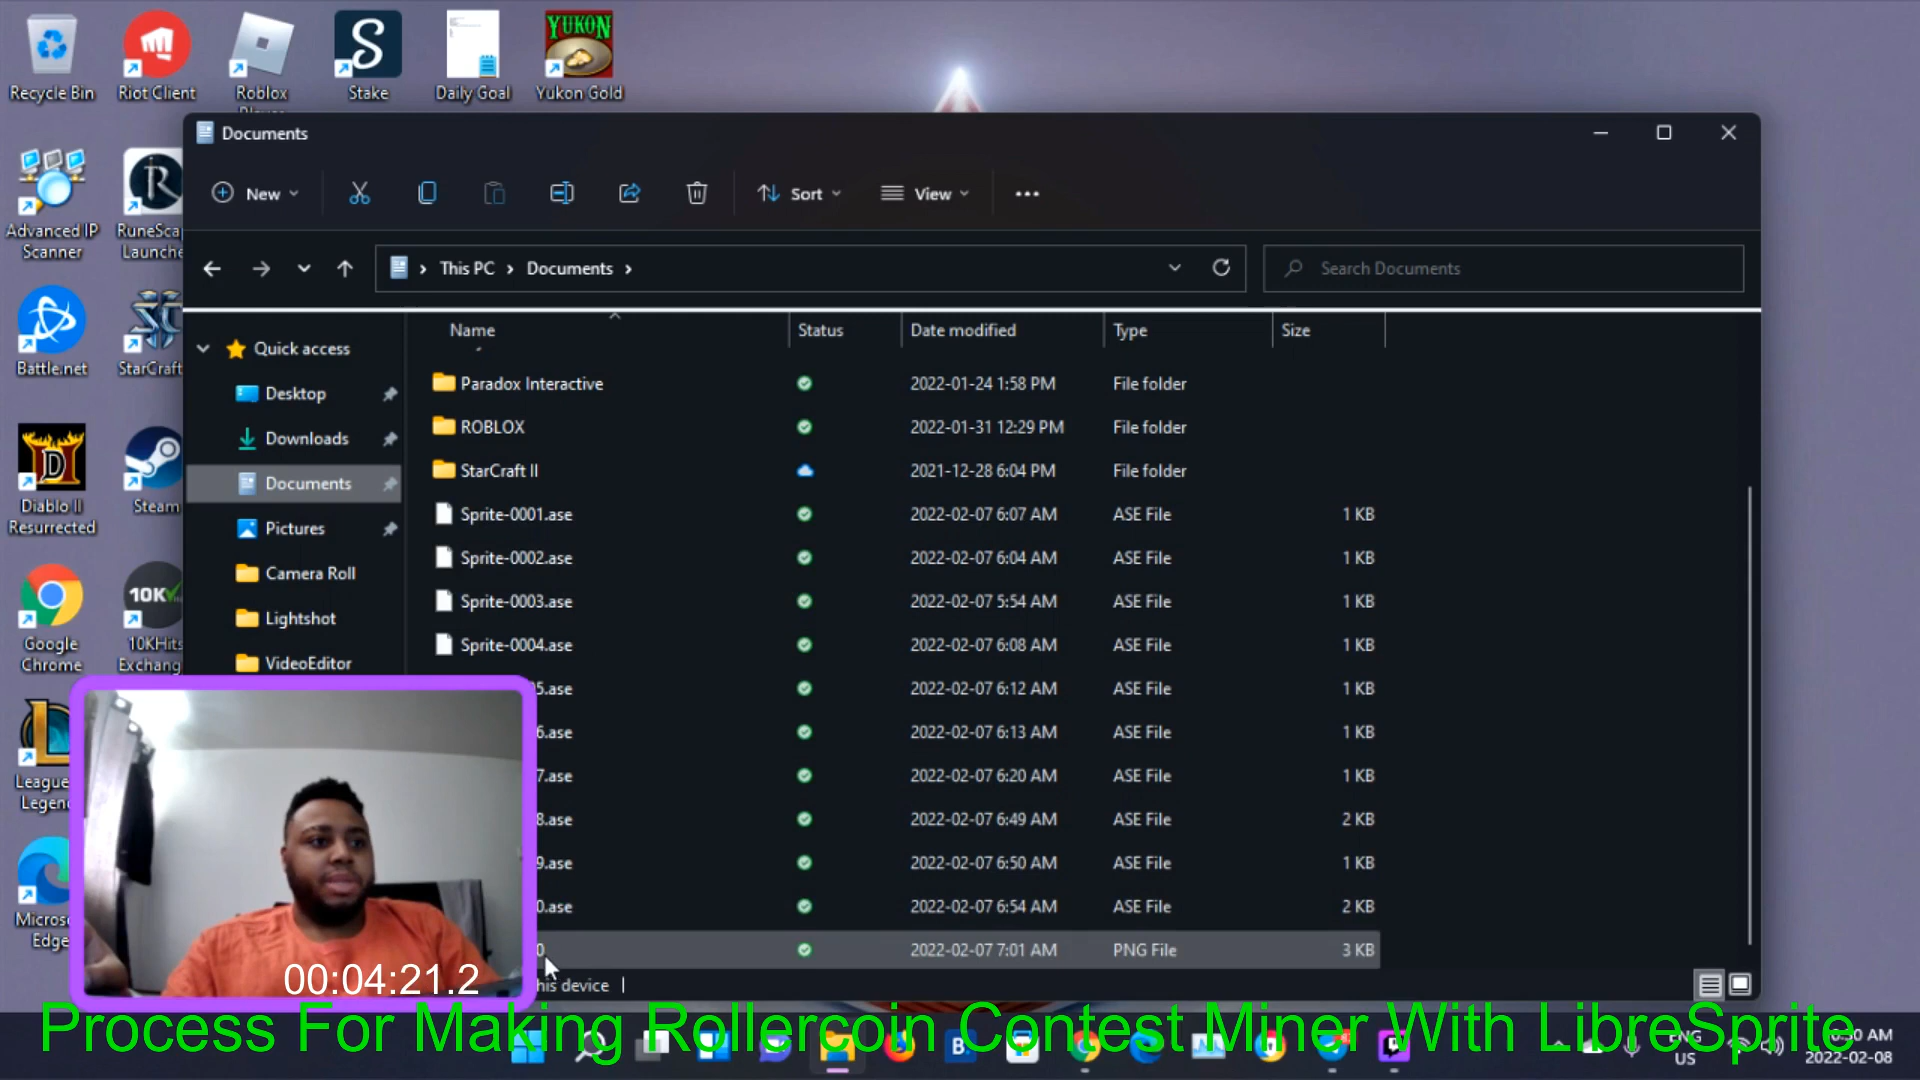 Recycle Bin
Riot Client
Roblox
Stake
Daily Goal
YUKON
Yukon Gold
Documents
New
Sort
View
This PC
Documents
Search Documents
Advanced IP
Scanner
Launche
Name
Status
Date modified
Type
Size
Quick access
Desktop
Downloads
Documents
Pictures
Camera Roll
Lightshot
VideoEditor
Paradox Interactive 2022-01-24 1:58 PM File folder
ROBLOX 2022-01-31 12:29 PM File folder
StarCraft II 2021-12-28 6:04 PM File folder
Sprite-0001.ase 2022-02-07 6:07 AM ASE File 1 KB
Sprite-0002.ase 2022-02-07 6:04 AM ASE File 1 KB
Sprite-0003.ase 2022-02-07 5:54 AM ASE File 1 KB
Sprite-0004.ase 2022-02-07 6:08 AM ASE File 1 KB
5.ase 2022-02-07 6:12 AM ASE File 1 KB
6.ase 2022-02-07 6:13 AM ASE File 1 KB
7.ase 2022-02-07 6:20 AM ASE File 1 KB
8.ase 2022-02-07 6:49 AM ASE File 2 KB
9.ase 2022-02-07 6:50 AM ASE File 1 KB
0.ase 2022-02-07 6:54 AM ASE File 2 KB
0 2022-02-07 7:01 AM PNG File 3 KB
his device
Battle.net
StarCraft
Diablo II
Resurrected
Steam
Google
Chrome
10K
10KHits
Exchang
League
Legen
Micros
Edge
00:04:21.2
Process For Making Rollercoin Contest Miner With LibreSprite
ENG
US
2022-02-08